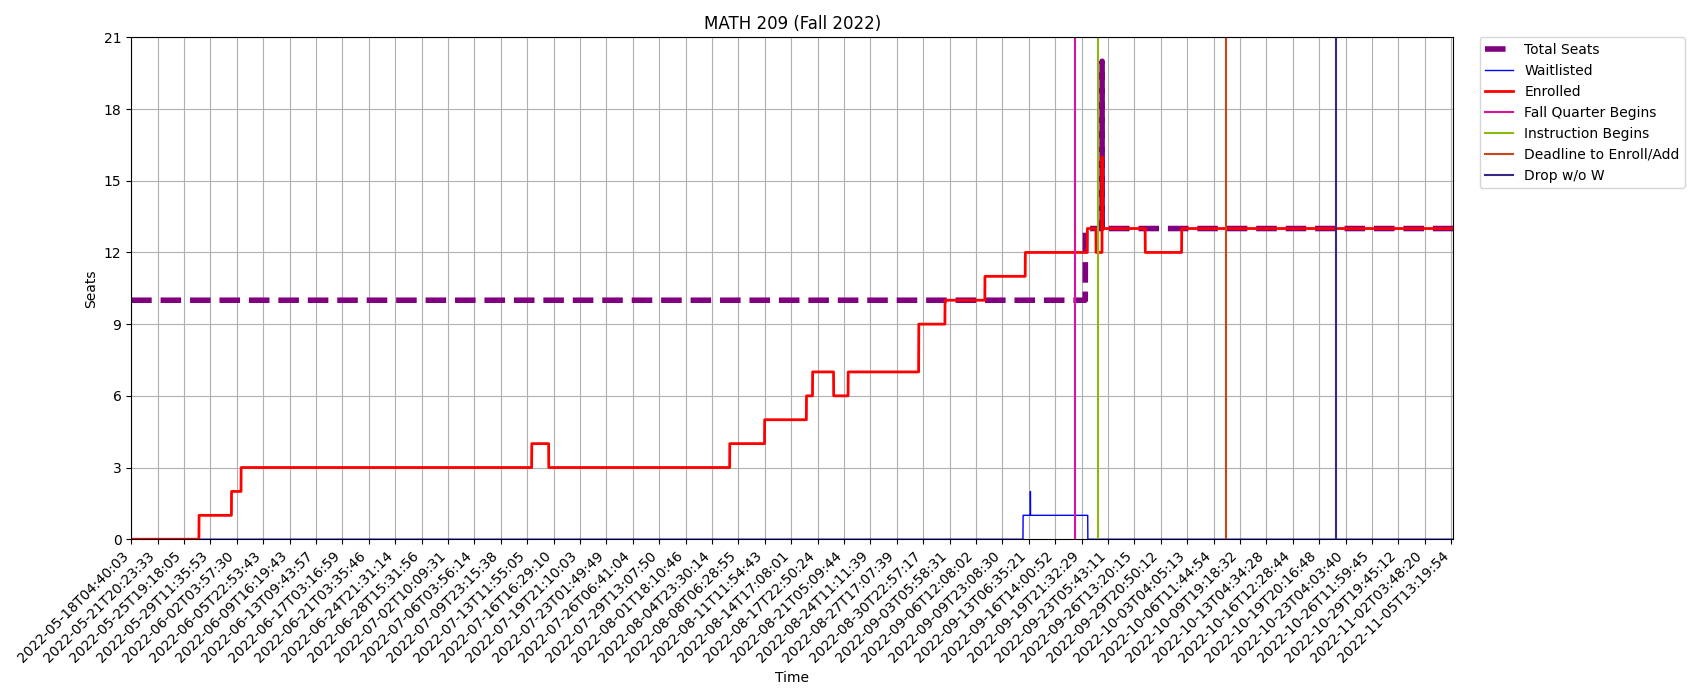 MATH 209 (Fall 2022)
21
18
15
12
9
6
3
0
Seats
2022-05-18T04:40:03
2022-05-21T20:23:33
2022-05-25T19:18:05
2022-05-29T11:35:53
2022-06-02T03:57:30
2022-06-05T22:53:43
2022-06-09T16:19:43
2022-06-13T09:43:57
2022-06-17T03:16:59
2022-06-21T03:35:46
2022-06-24T21:31:14
2022-06-28T15:31:56
2022-07-02T10:09:31
2022-07-06T03:56:14
2022-07-09T23:15:38
2022-07-13T11:55:05
2022-07-16T16:29:10
2022-07-19T21:10:03
2022-07-23T01:49:49
2022-07-26T06:41:04
2022-07-29T13:07:50
2022-08-01T18:10:46
2022-08-04T23:30:14
2022-08-08T06:28:55
2022-08-11T11:54:43
2022-08-14T17:08:01
2022-08-17T22:50:24
2022-08-21T05:09:44
2022-08-24T11:11:39
2022-08-27T17:07:39
2022-08-30T22:57:17
2022-09-03T05:58:31
2022-09-06T12:08:02
2022-09-09T23:08:30
2022-09-13T06:35:21
2022-09-16T14:00:52
2022-09-19T21:32:29
2022-09-23T05:43:11
2022-09-26T13:20:15
2022-09-29T20:50:12
2022-10-03T04:05:13
2022-10-06T11:44:54
2022-10-09T19:18:32
2022-10-13T04:34:28
2022-10-16T12:28:44
2022-10-19T20:16:48
2022-10-23T04:03:40
2022-10-26T11:59:45
2022-10-29T19:45:12
2022-11-02T03:48:20
2022-11-05T13:19:54
Time
Total Seats
Waitlisted
Enrolled
Fall Quarter Begins
Instruction Begins
Deadline to Enroll/Add
Drop w/o W